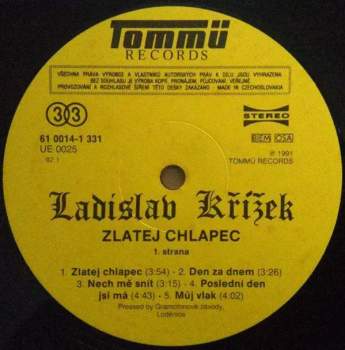 Tommü
RECORDS
VŠECHNA PRÁVA VÝROBCE A VLASTNÍKŮ AUTORSKÝCH PRÁV K DÍLU JSOU VYHRAZENA.
BEZ SOUHLASU JE VÝROBA KOPIÍ, PRONÁJEM, PŮJČOVÁNÍ, VEŘEJNÉ
PROVOZOVÁNÍ A ROZHLASOVÉ ŠÍŘENÍ TÉTO DESKY ZAKÁZÁNO - MADE IN CZECHOSLOVAKIA
33
STEREO
61 0014-1 331
UE 0025
BIEM OSA
℗ 1991
TOMMÜ RECORDS
Ladislav Křížek
ZLATEJ CHLAPEC
1. strana
1. Zlatej chlapec (3:54) - 2. Den za dnem (3:26)
3. Nech mě snít (3:15) - 4. Poslední den
jsi má (4:43) - 5. Můj vlak (4:02)
Pressed by Gramofonové závody,
Loděnice